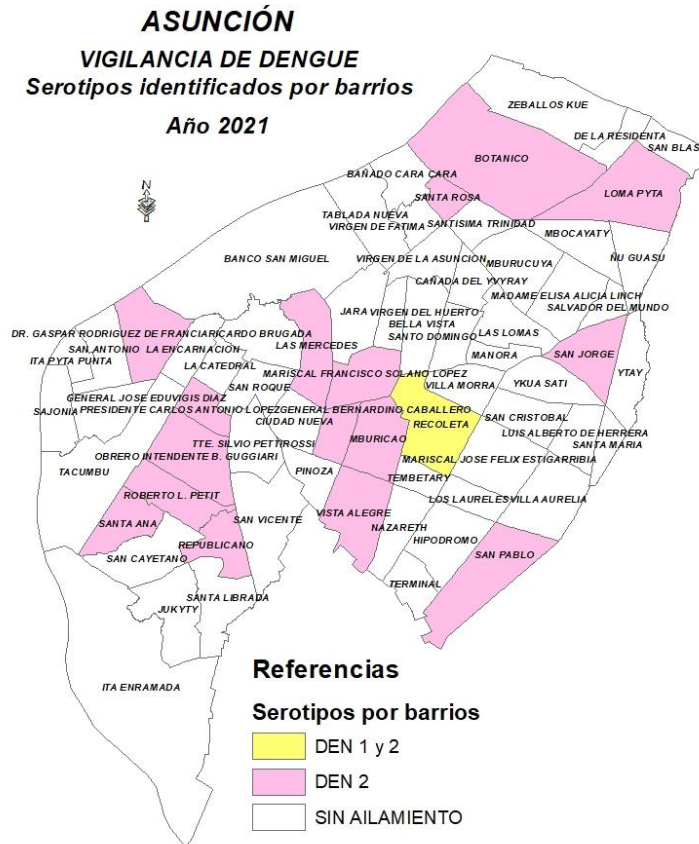 ASUNCIÓN
VIGILANCIA DE DENGUE
Serotipos identificados por barrios
Año 2021
N
ZEBALLOS KUE
DE LA RESIDENTA
SAN BLAS
BOTANICO
BAÑADO CARA CARA
SANTA ROSA
LOMA PYTA
TABLADA NUEVA
VIRGEN DE FATIMA
SANTISIMA TRINIDAD
MBOCAYATY
BANCO SAN MIGUEL
VIRGEN DE LA ASUNCION
MBURUCUYA
ÑU GUASU
CAÑADA DEL YVYRAY
MADAME ELISA ALICIA LINCH
JARA
VIRGEN DEL HUERTO
SALVADOR DEL MUNDO
BELLA VISTA
DR. GASPAR RODRIGUEZ DE FRANCIA
RICARDO BRUGADA
SANTO DOMINGO
LAS LOMAS
SAN ANTONIO
LA ENCARNACION
LAS MERCEDES
MANORA
SAN JORGE
ITA PYTA PUNTA
LA CATEDRAL
MARISCAL FRANCISCO SOLANO LOPEZ
YTAY
SAN ROQUE
VILLA MORRA
YKUA SATI
GENERAL JOSE EDUVIGIS DIAZ
SAJONIA
PRESIDENTE CARLOS ANTONIO LOPEZ
GENERAL BERNARDINO CABALLERO
CIUDAD NUEVA
RECOLETA
SAN CRISTOBAL
LUIS ALBERTO DE HERRERA
TTE. SILVIO PETTIROSSI
MBURICAO
SANTA MARIA
OBRERO INTENDENTE B. GUGGIARI
MARISCAL JOSE FELIX ESTIGARRIBIA
TACUMBU
PINOZA
TEMBETARY
ROBERTO L. PETIT
LOS LAURELES
VILLA AURELIA
SANTA ANA
SAN VICENTE
VISTA ALEGRE
NAZARETH
REPUBLICANO
HIPODROMO
SAN PABLO
SAN CAYETANO
TERMINAL
SANTA LIBRADA
JUKYTY
ITA ENRAMADA
Referencias
Serotipos por barrios
DEN 1 y 2
DEN 2
SIN AILAMIENTO